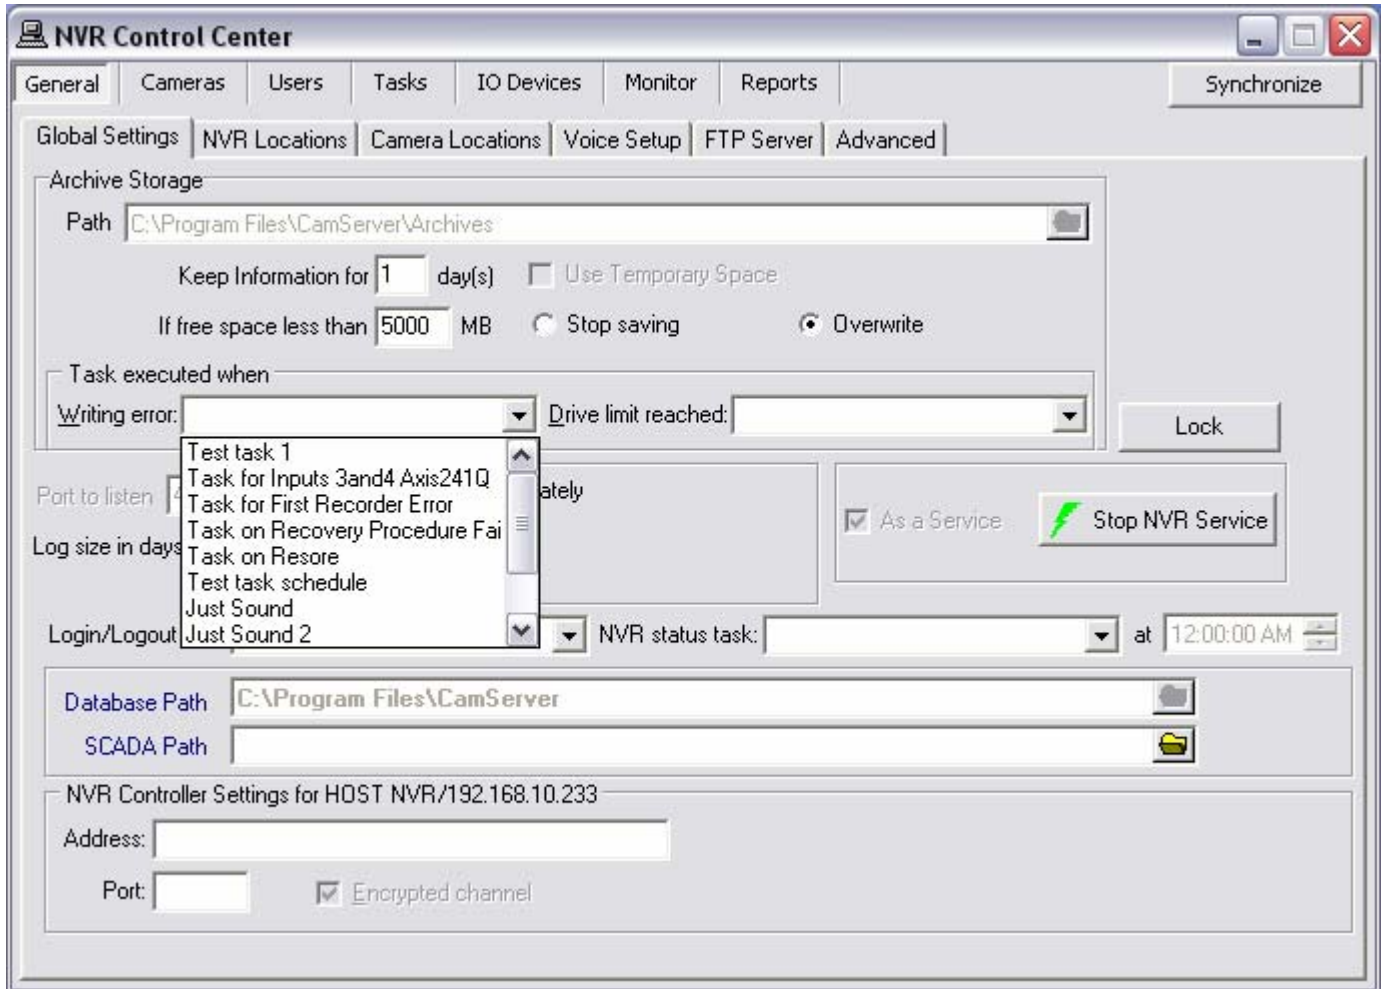 NVR Control Center
General Cameras Users Tasks IO Devices Monitor Reports Synchronize
Global Settings NVR Locations Camera Locations Voice Setup FTP Server Advanced
Archive Storage
Path C:\Program Files\CamServer\Archives
Keep Information for 1 day(s) Use Temporary Space
If free space less than 5000 MB Stop saving Overwrite
Task executed when
Writing error: Drive limit reached:
Lock
Test task 1
Task for Inputs 3and4 Axis241Q
Task for First Recorder Error
Task on Recovery Procedure Fai
Task on Resore
Test task schedule
Just Sound
Just Sound 2
Port to listen 4 ately
As a Service Stop NVR Service
Log size in days
Login/Logout NVR status task: at 12:00:00 AM
Database Path C:\Program Files\CamServer
SCADA Path
NVR Controller Settings for HOST NVR/192.168.10.233
Address:
Port: Encrypted channel